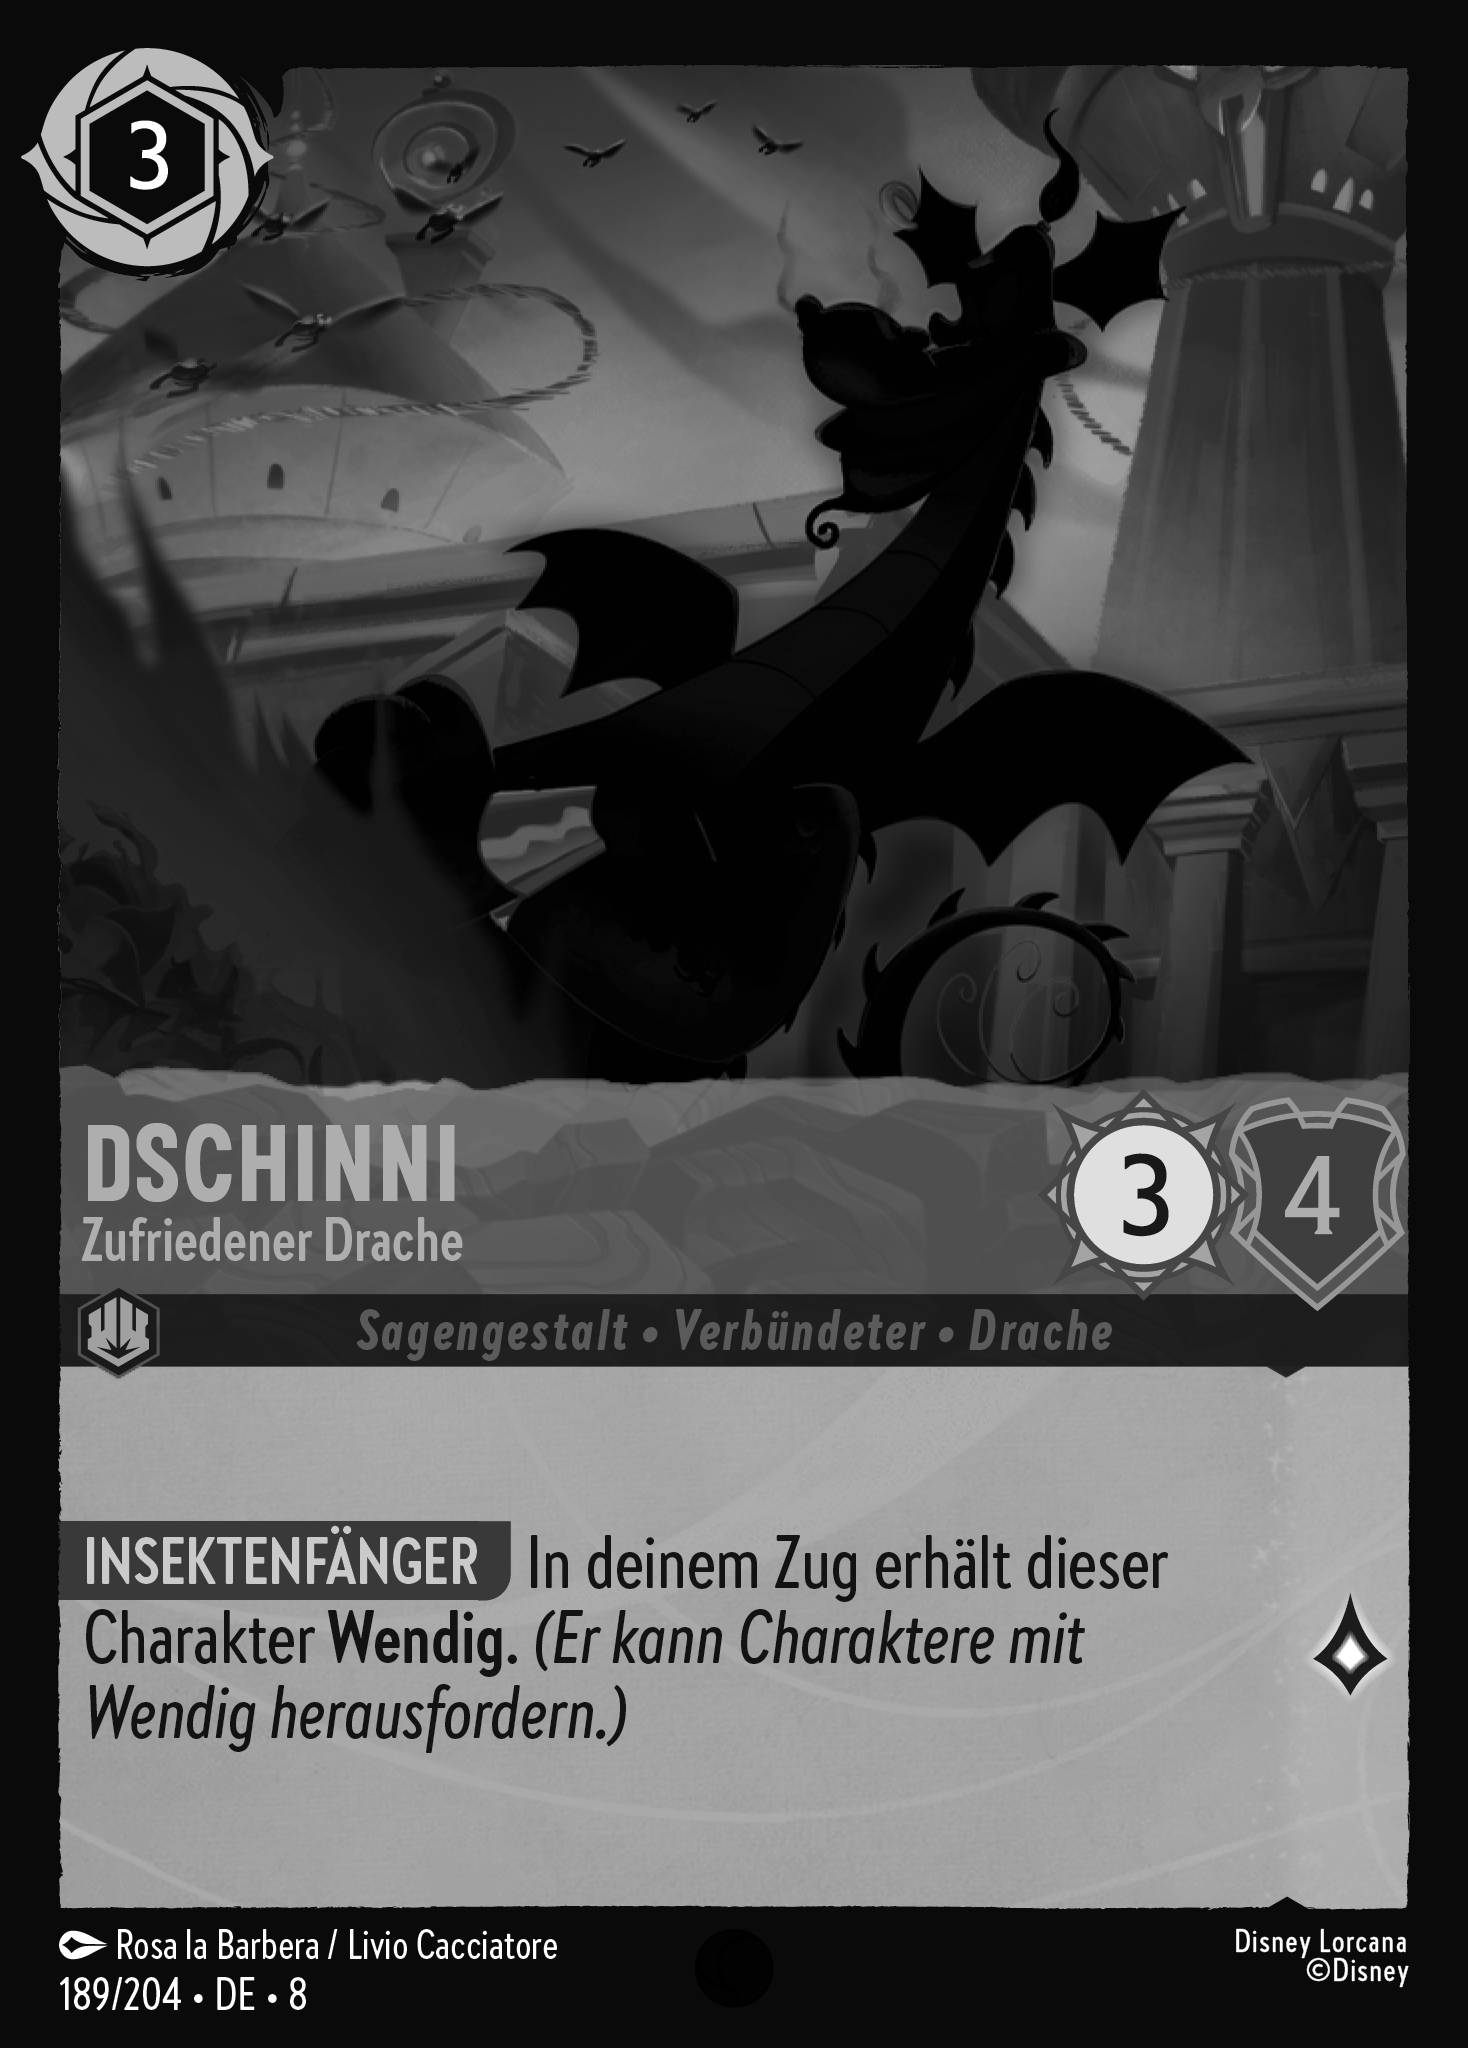 3
DSCHINNI
Zufriedener Drache
3
4
Sagengestalt • Verbündeter • Drache
INSEKTENFÄNGER In deinem Zug erhält dieser
Charakter Wendig. (Er kann Charaktere mit
Wendig herausfordern.)
Rosa la Barbera / Livio Cacciatore
189/204 • DE • 8
Disney Lorcana
©Disney